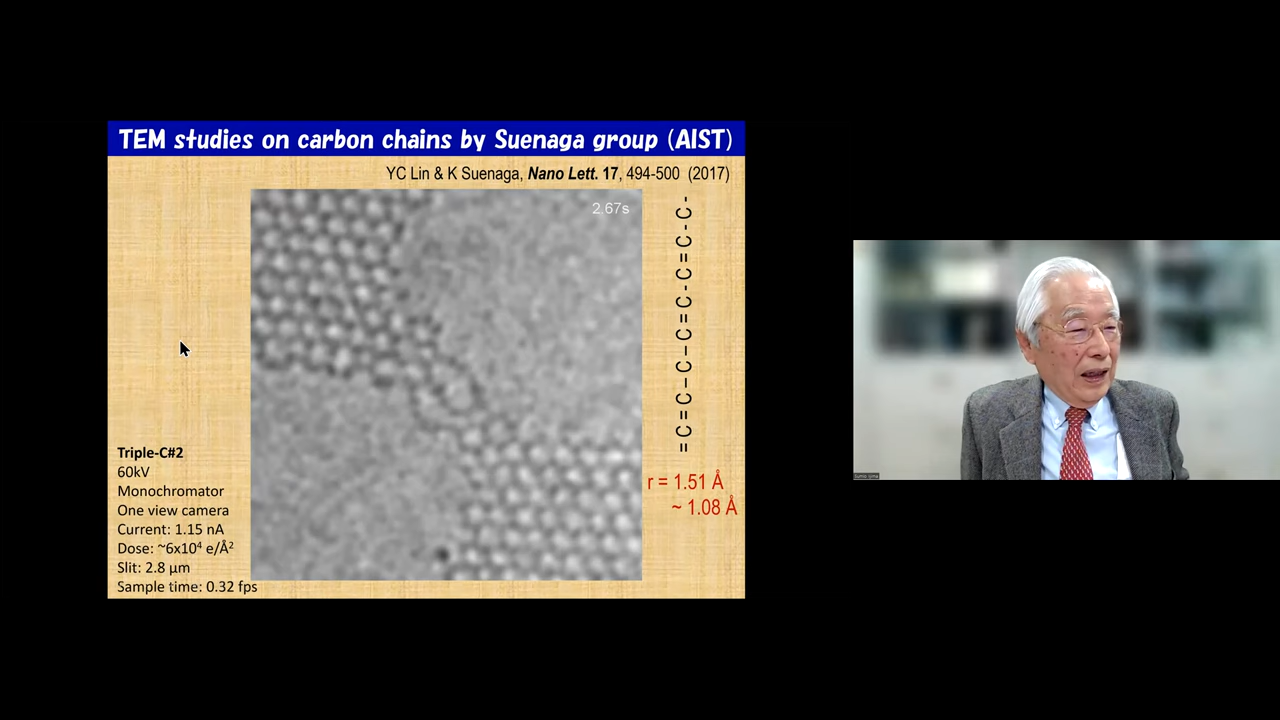 TEM studies on carbon chains by Suenaga group (AIST)
YC Lin & K Suenaga, Nano Lett. 17, 494-500 (2017)
2.67s
=C=C–C–C=C-C=C-C-
r = 1.51 Å
~ 1.08 Å
Triple-C#2
60kV
Monochromator
One view camera
Current: 1.15 nA
Dose: ~6x10⁴ e/Å²
Slit: 2.8 µm
Sample time: 0.32 fps
Sumio Iijima